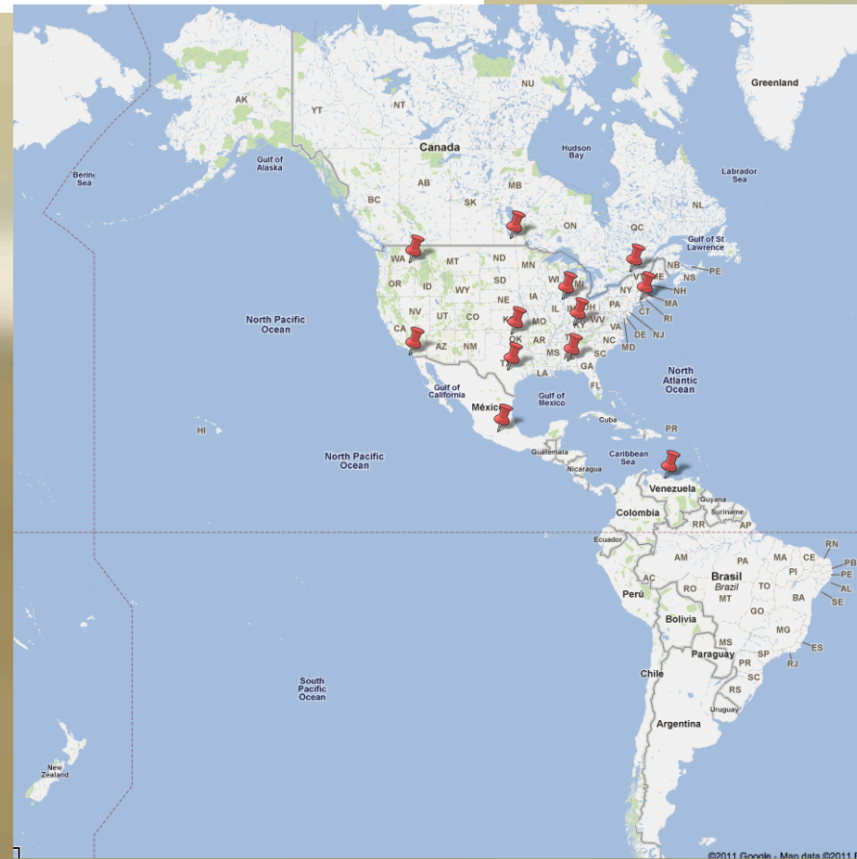 Greenland
AK
YT
NT
NU
Canada
Hudson
Bay
Bering
Sea
Gulf of
Alaska
Labrador
Sea
BC
AB
SK
MB
ON
QC
NL
Gulf of St
Lawrence
NB
PE
NS
WA
MT
ND
MN
VT
ME
NH
MA
RI
CT
NJ
DE
MD
OR
ID
WY
SD
WI
MI
NY
PA
NV
UT
CO
NE
IA
IL
IN
OH
WV
VA
CA
AZ
NM
OK
AR
MO
KY
NC
SC
MS
GA
LA
FL
North Pacific
Ocean
North
Atlantic
Ocean
Gulf of
California
Gulf of
Mexico
México
Cuba
PR
HI
Guatemala
Nicaragua
Caribbean
Sea
North Pacific
Ocean
Venezuela
Guyana
Suriname
Colombia
Ecuador
RR
AP
AM
PA
MA
CE
RN
PB
PE
AL
SE
PI
AC
RO
TO
BA
Brasil
Brazil
Perú
MT
GO
Bolivia
MG
ES
MS
SP
RJ
Paraguay
PR
SC
RS
Chile
Uruguay
Argentina
South
Pacific
Ocean
New
Zealand
©2011 Google - Map data ©2011